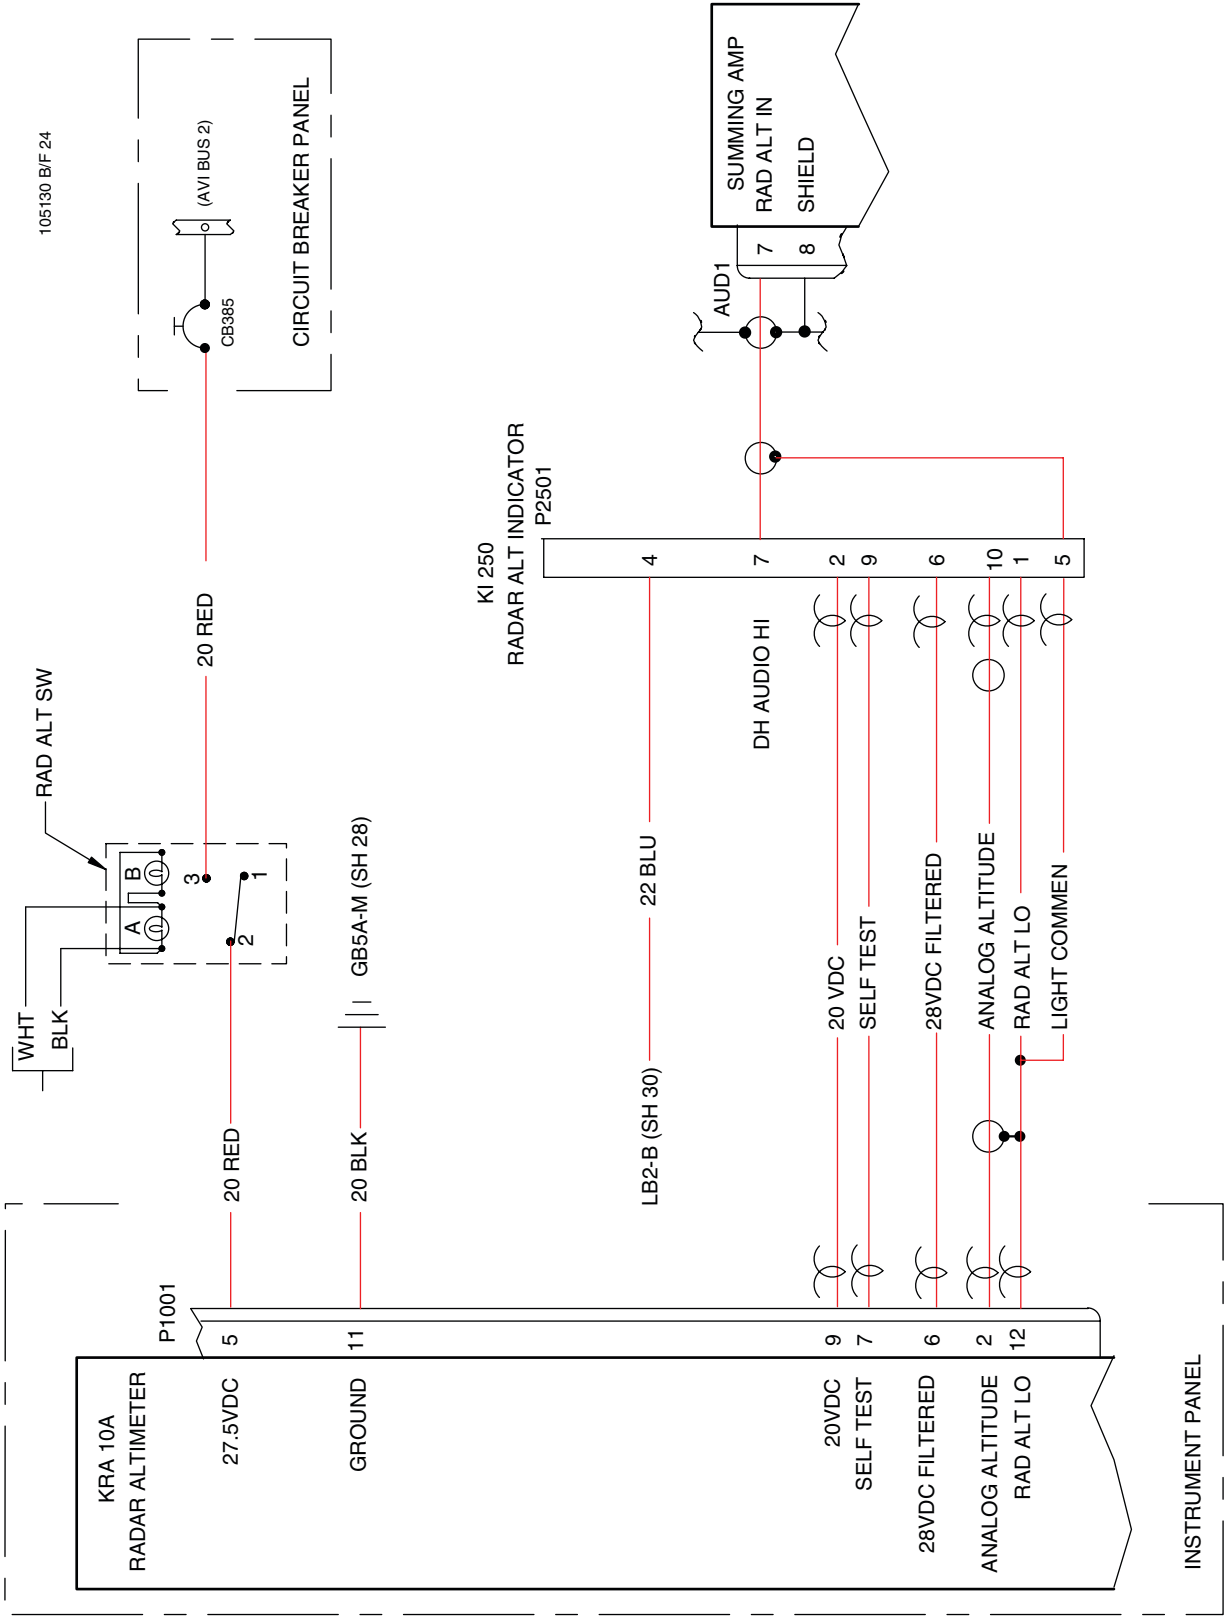 105130 B/F 24
(AVI BUS 2)
CB385
CIRCUIT BREAKER PANEL
20 RED
RAD ALT SW
WHT
BLK
A
B
3
1
2
20 RED
20 BLK
GB5A-M (SH 28)
SUMMING AMP
RAD ALT IN
SHIELD
7
8
AUD1
KI 250
RADAR ALT INDICATOR
P2501
4
7
2
9
6
10
1
5
22 BLU
LB2-B (SH 30)
DH AUDIO HI
20 VDC
SELF TEST
28VDC FILTERED
ANALOG ALTITUDE
RAD ALT LO
LIGHT COMMEN
P1001
5
11
9
7
6
2
12
KRA 10A
RADAR ALTIMETER
27.5VDC
GROUND
20VDC
SELF TEST
28VDC FILTERED
ANALOG ALTITUDE
RAD ALT LO
INSTRUMENT PANEL